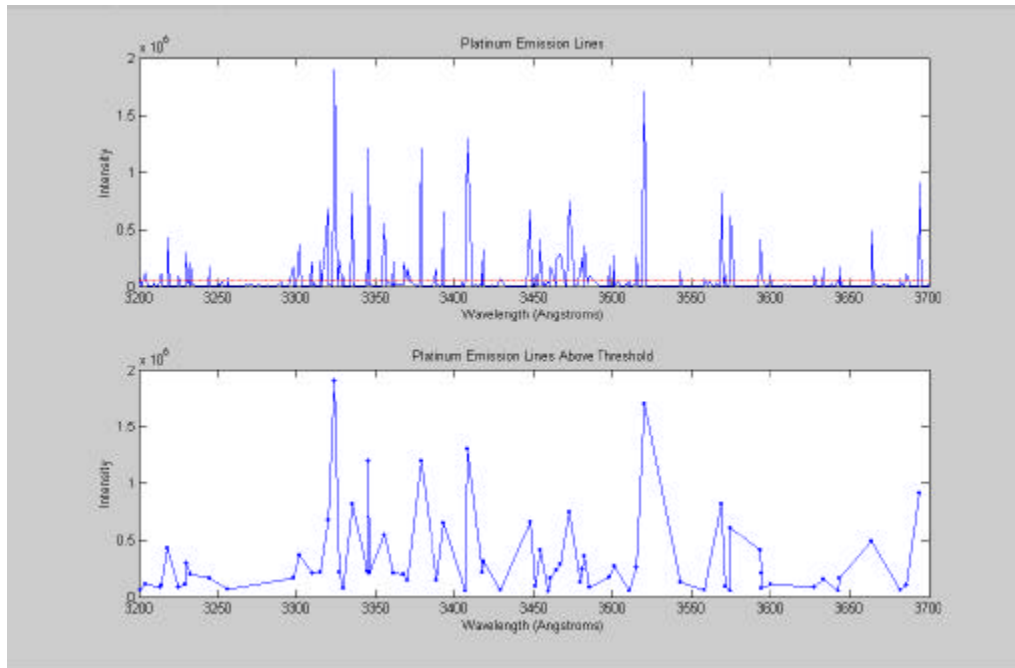 Platinum Emission Lines
x 10^6
2
1.5
1
0.5
0
Intensity
3200 3250 3300 3350 3400 3450 3500 3550 3600 3650 3700
Wavelength (Angstroms)
Platinum Emission Lines Above Threshold
x 10^6
2
1.5
1
0.5
0
Intensity
3200 3250 3300 3350 3400 3450 3500 3550 3600 3650 3700
Wavelength (Angstroms)